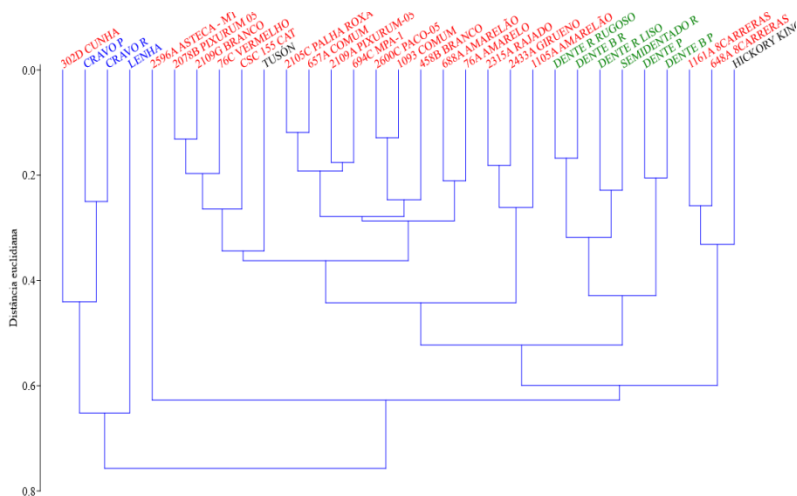 302D CUNHA
CRAVO P
CRAVO R
LENHA
2596A ASTECA - MT
2078B PIXURUM 05
2109G BRANCO
76C VERMELHO
CSC 155 CAT
TUSÓN
2105C PALHA ROXA
657A COMUM
2109A PIXURUM-05
694C MPA-1
2600C PACO-05
1093 COMUM
458B BRANCO
688A AMARELÃO
76A AMARELO
2315A RAJADO
2433A GIRUENO
1105A AMARILÃO
DENTE R RUGOSO
DENTE B R
DENTE R LISO
SEMIDENTADO R
DENTE P
DENTE B P
1161A 8CARRERAS
648A 8CARRERAS
HICKORY KING
0.0
0.2
0.4
0.6
0.8
Distância euclidiana